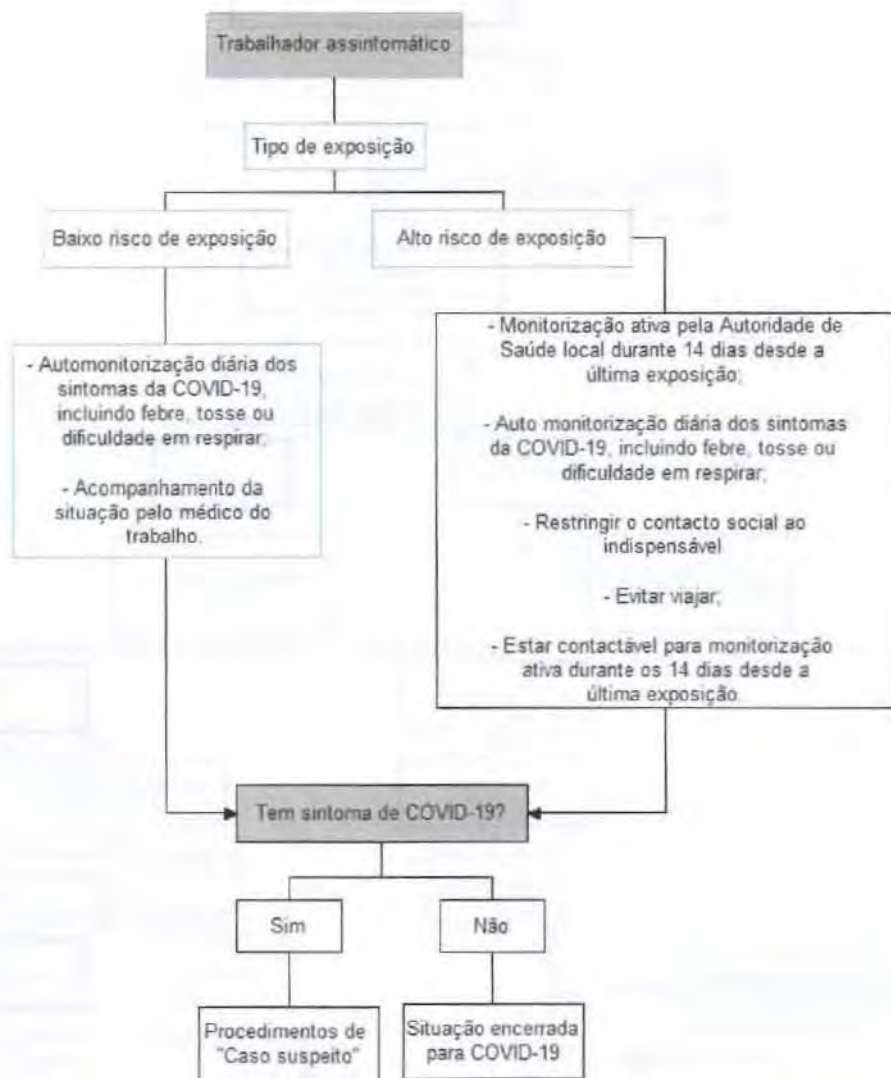 Trabalhador assintomático
Tipo de exposição
Baixo risco de exposição
Alto risco de exposição
- Automonitorização diária dos
sintomas da COVID-19,
incluindo febre, tosse ou
dificuldade em respirar;
- Acompanhamento da
situação pelo médico do
trabalho.
- Monitorização ativa pela Autoridade de
Saúde local durante 14 dias desde a
última exposição;
- Auto monitorização diária dos sintomas
da COVID-19, incluindo febre, tosse ou
dificuldade em respirar;
- Restringir o contacto social ao
indispensável
- Evitar viajar;
- Estar contactável para monitorização
ativa durante os 14 dias desde a
última exposição
Tem sintoma de COVID-19?
Sim
Não
Procedimentos de
"Caso suspeito"
Situação encerrada
para COVID-19